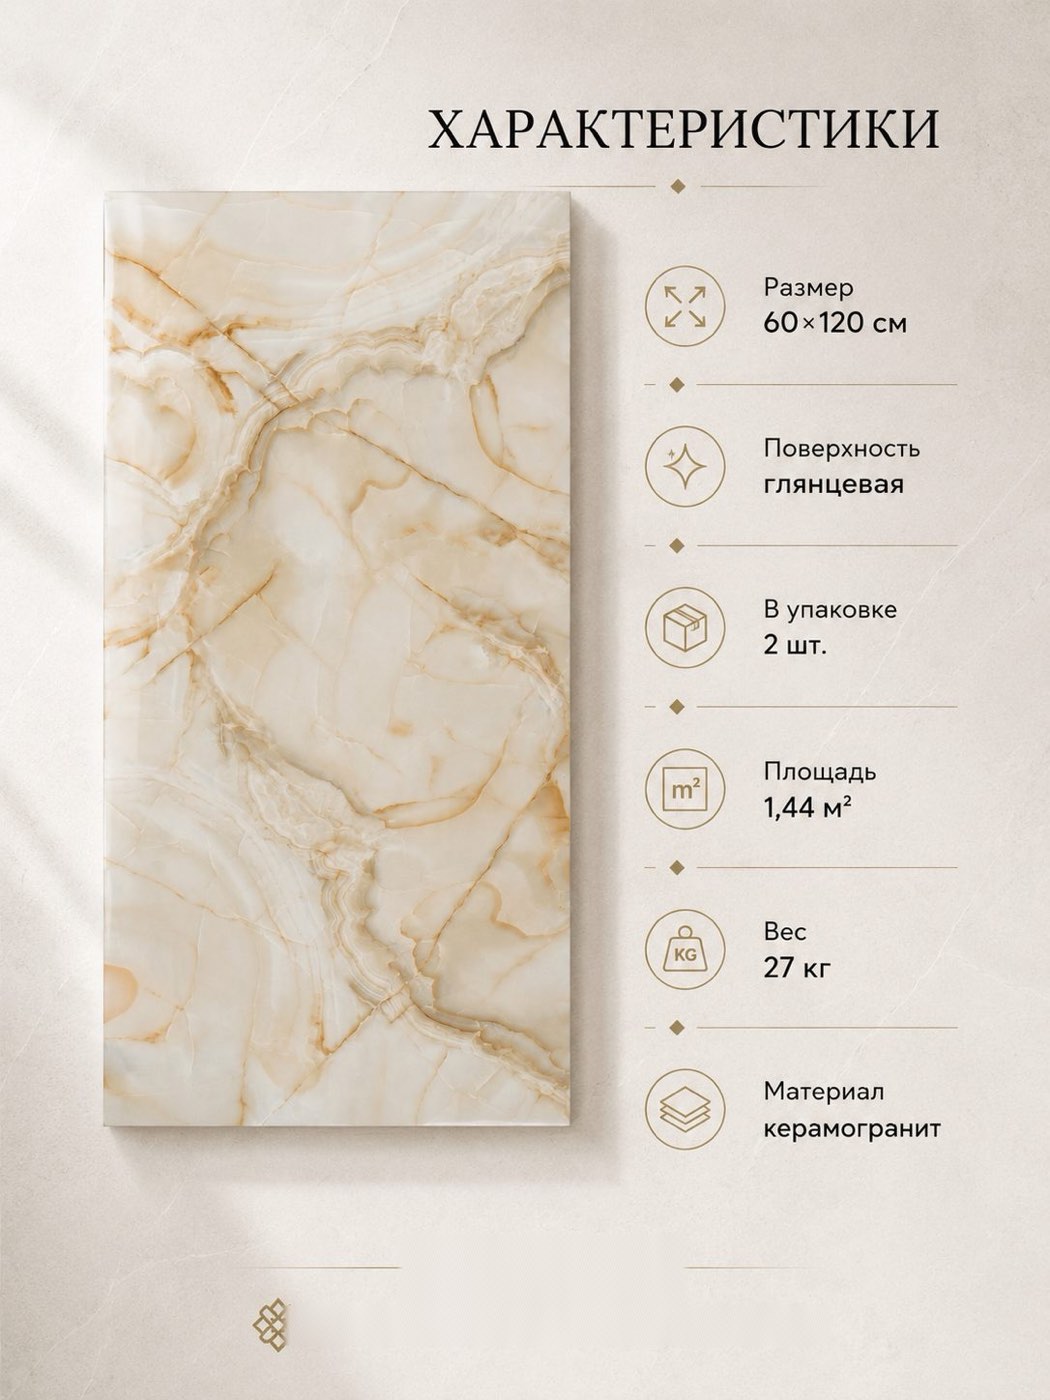 ХАРАКТЕРИСТИКИ
Размер
60×120 см
Поверхность
глянцевая
В упаковке
2 шт.
m²
Площадь
1,44 м²
KG
Вес
27 кг
Материал
керамогранит